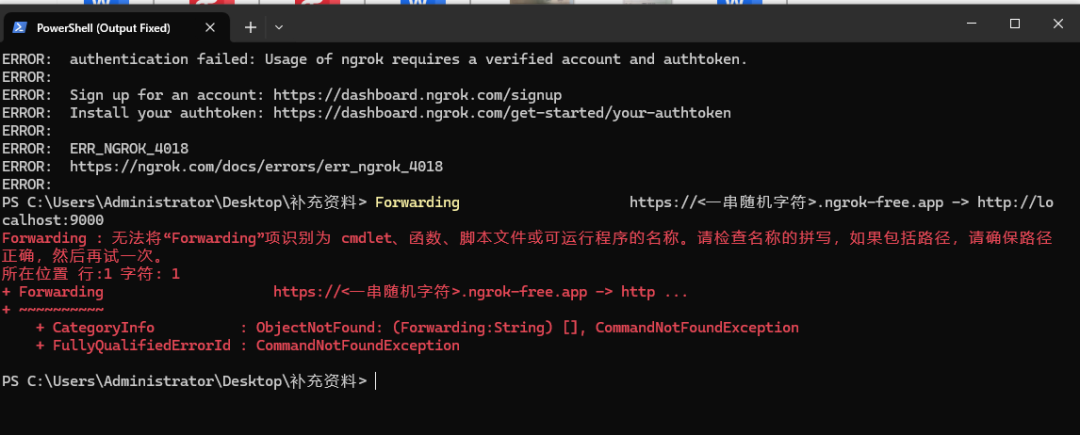 PowerShell (Output Fixed)
ERROR:  authentication failed: Usage of ngrok requires a verified account and authtoken.
ERROR:
ERROR:  Sign up for an account: https://dashboard.ngrok.com/signup
ERROR:  Install your authtoken: https://dashboard.ngrok.com/get-started/your-authtoken
ERROR:
ERROR:  ERR_NGROK_4018
ERROR:  https://ngrok.com/docs/errors/err_ngrok_4018
ERROR:
PS C:\Users\Administrator\Desktop\补充资料> Forwarding                    https://<一串随机字符>.ngrok-free.app -> http://lo
calhost:9000
Forwarding : 无法将“Forwarding”项识别为 cmdlet、函数、脚本文件或可运行程序的名称。请检查名称的拼写，如果包括路径，请确保路径
正确，然后再试一次。
所在位置 行:1 字符: 1
+ Forwarding                    https://<一串随机字符>.ngrok-free.app -> http ...
+ ~~~~~~~~~~
    + CategoryInfo          : ObjectNotFound: (Forwarding:String) [], CommandNotFoundException
    + FullyQualifiedErrorId : CommandNotFoundException
PS C:\Users\Administrator\Desktop\补充资料>